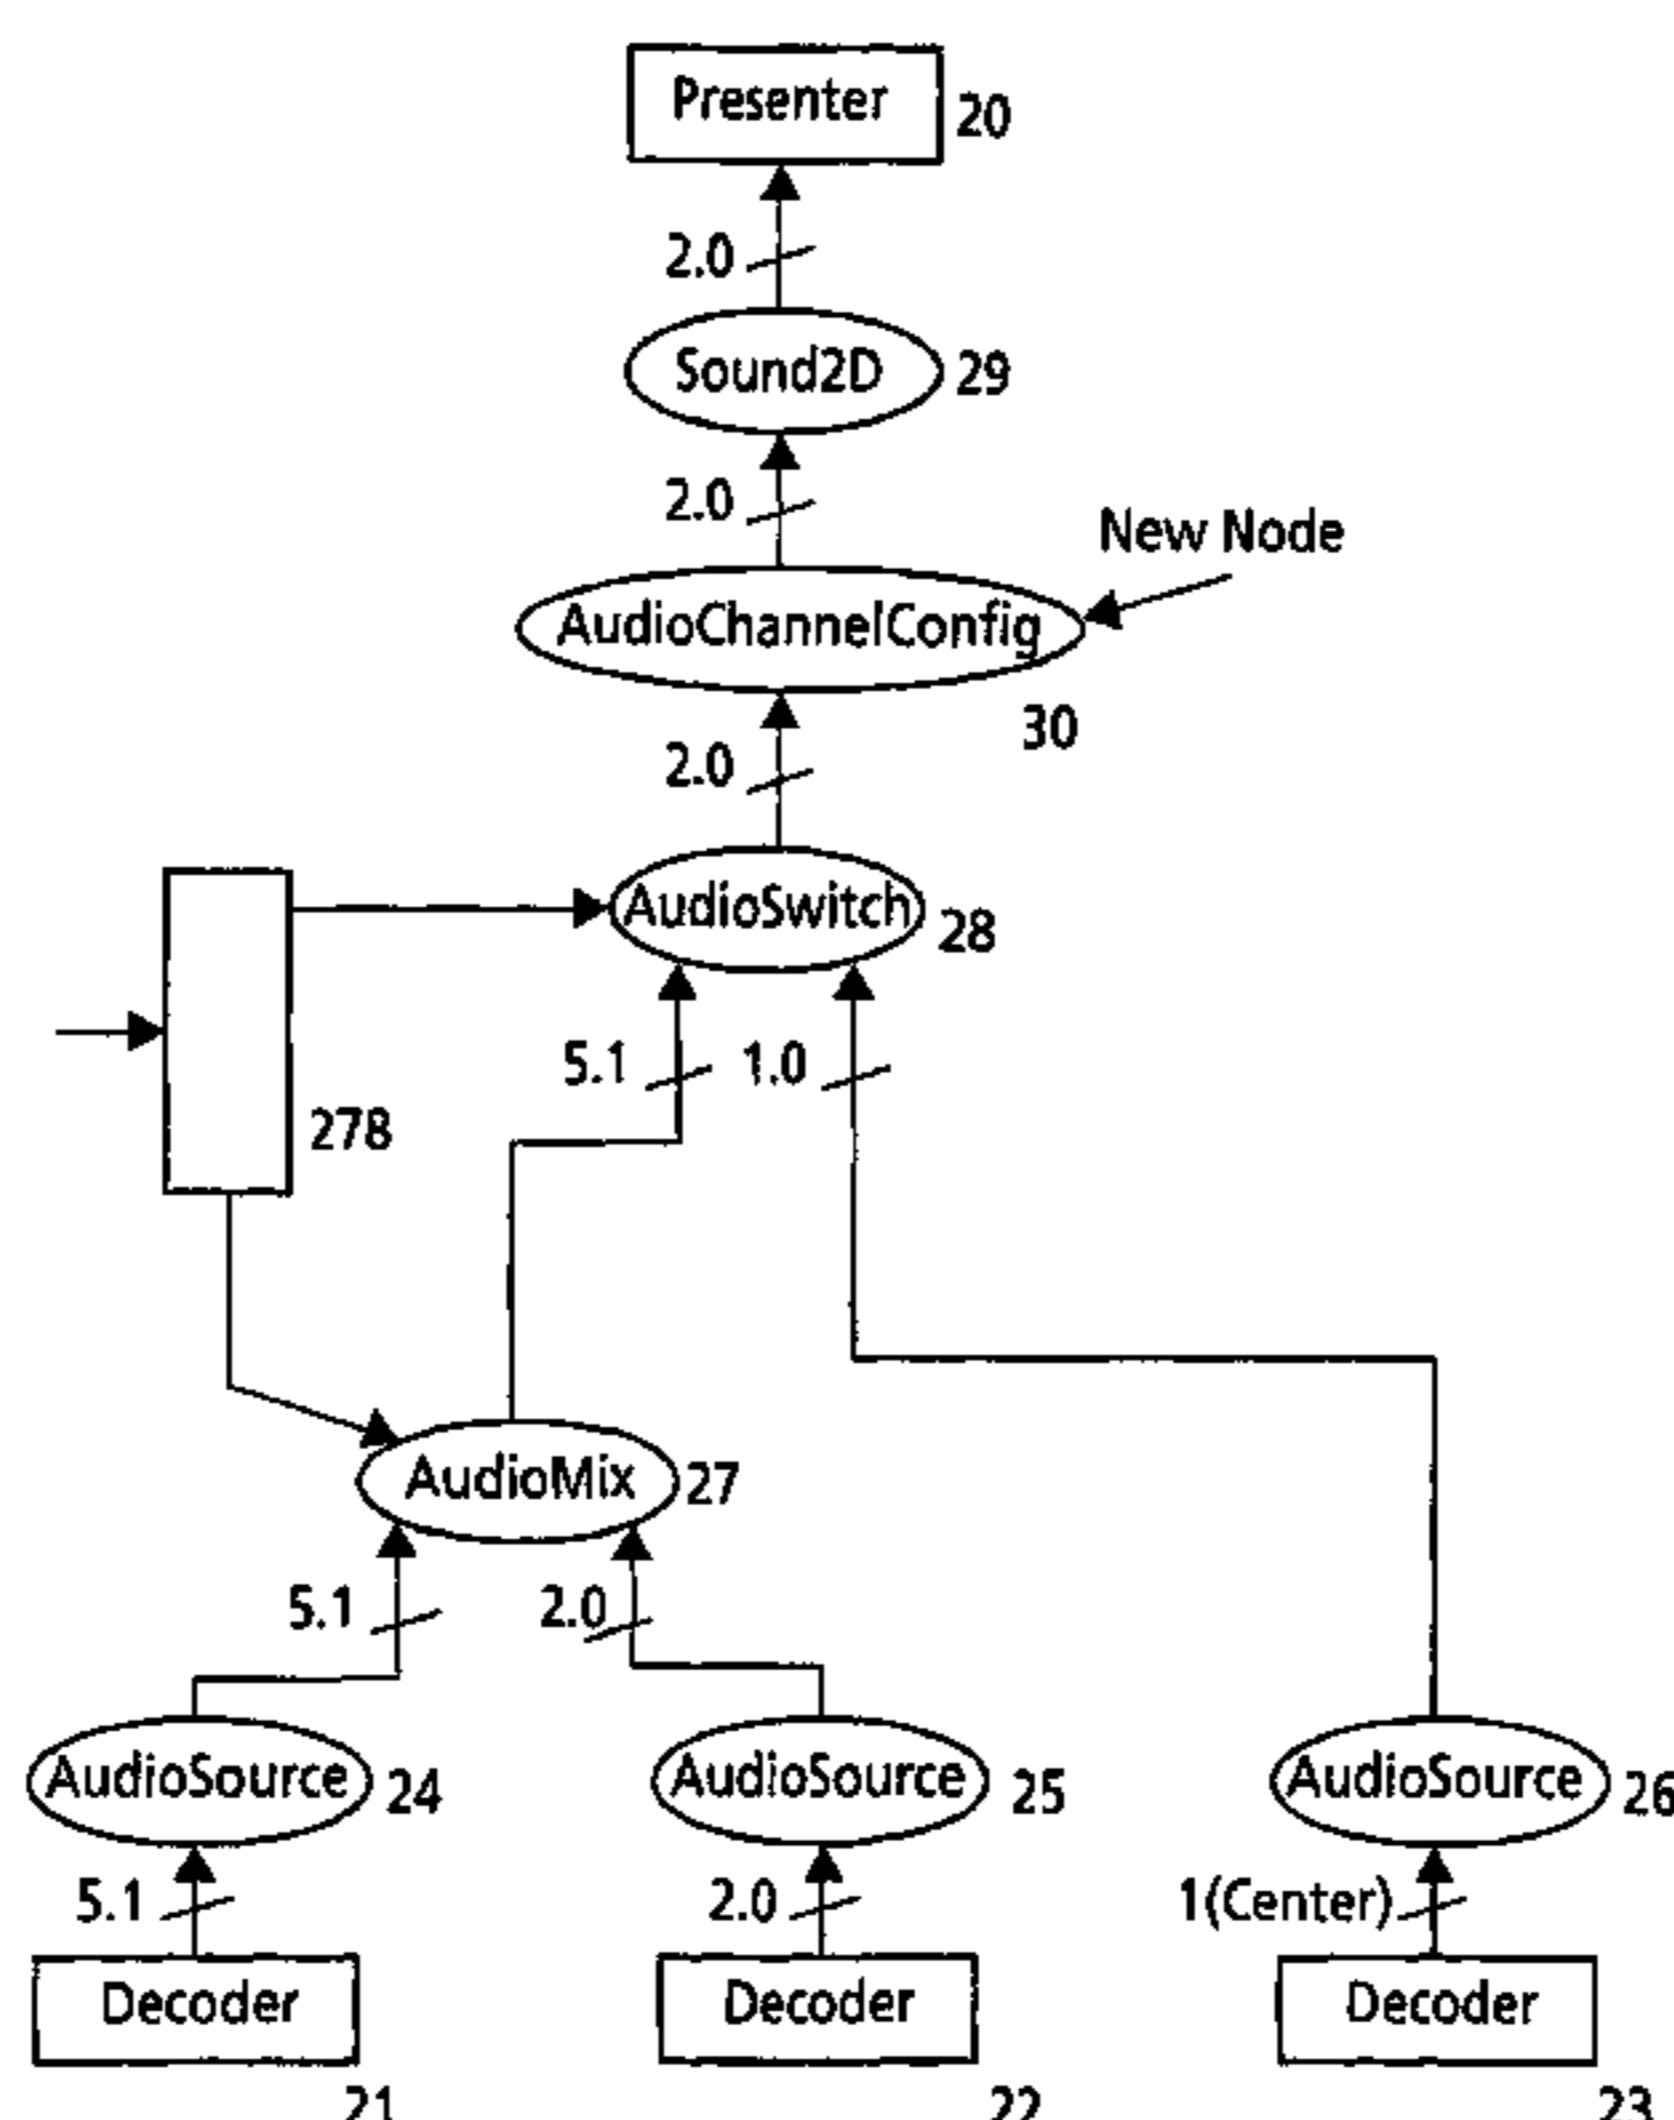 Presenter 20
2.0
Sound2D 29
2.0
New Node
AudioChannelConfig
30
2.0
AudioSwitch 28
5.1 1.0
278
AudioMix 27
5.1 2.0
AudioSource 24 AudioSource 25 AudioSource 26
5.1 2.0 1(Center)
Decoder Decoder Decoder
21 22 23